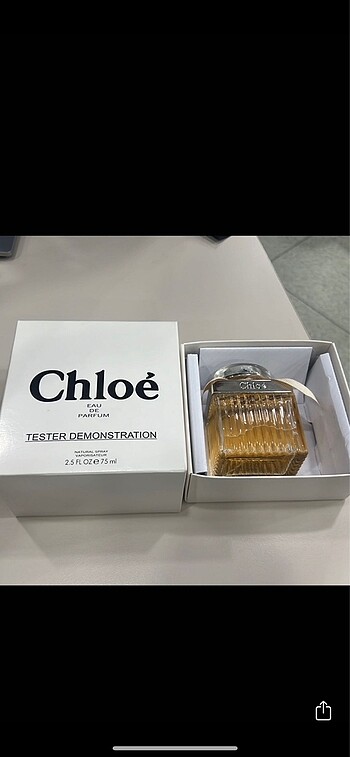 Chloé
EAU
DE
PARFUM
TESTER DEMONSTRATION
NATURAL SPRAY
VAPORISATEUR
2.5 FL OZ e 75 ml
Chloé